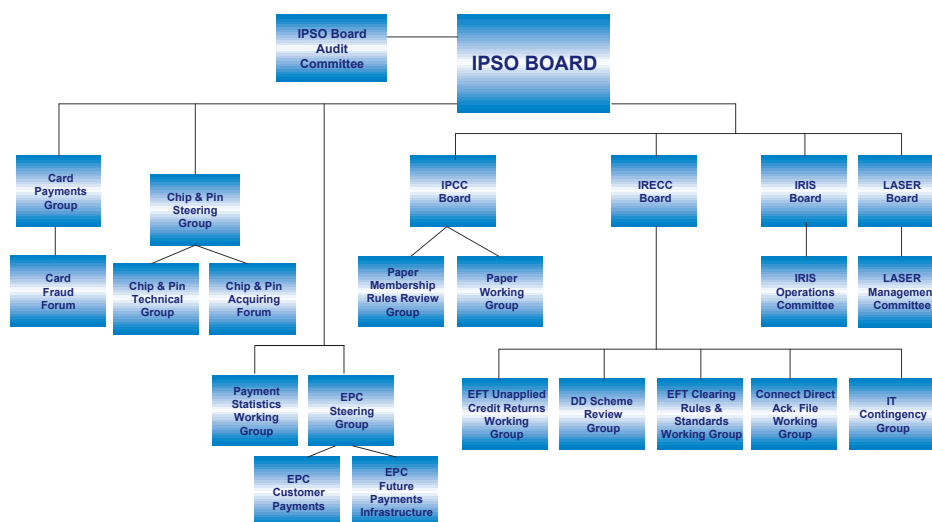 IPSO Board
Audit
Committee
IPSO BOARD
Card
Payments
Group
Chip & Pin
Steering
Group
IPCC
Board
IRECC
Board
IRIS
Board
LASER
Board
Card
Fraud
Forum
Chip & Pin
Technical
Group
Chip & Pin
Acquiring
Forum
Paper
Membership
Rules Review
Group
Paper
Working
Group
IRIS
Operations
Committee
LASER
Management
Committee
Payment
Statistics
Working
Group
EPC
Steering
Group
EFT Unapplied
Credit Returns
Working
Group
DD Scheme
Review
Group
EFT Clearing
Rules &
Standards
Working Group
Connect Direct
Ack. File
Working
Group
IT
Contingency
Group
EPC
Customer
Payments
EPC
Future
Payments
Infrastructure